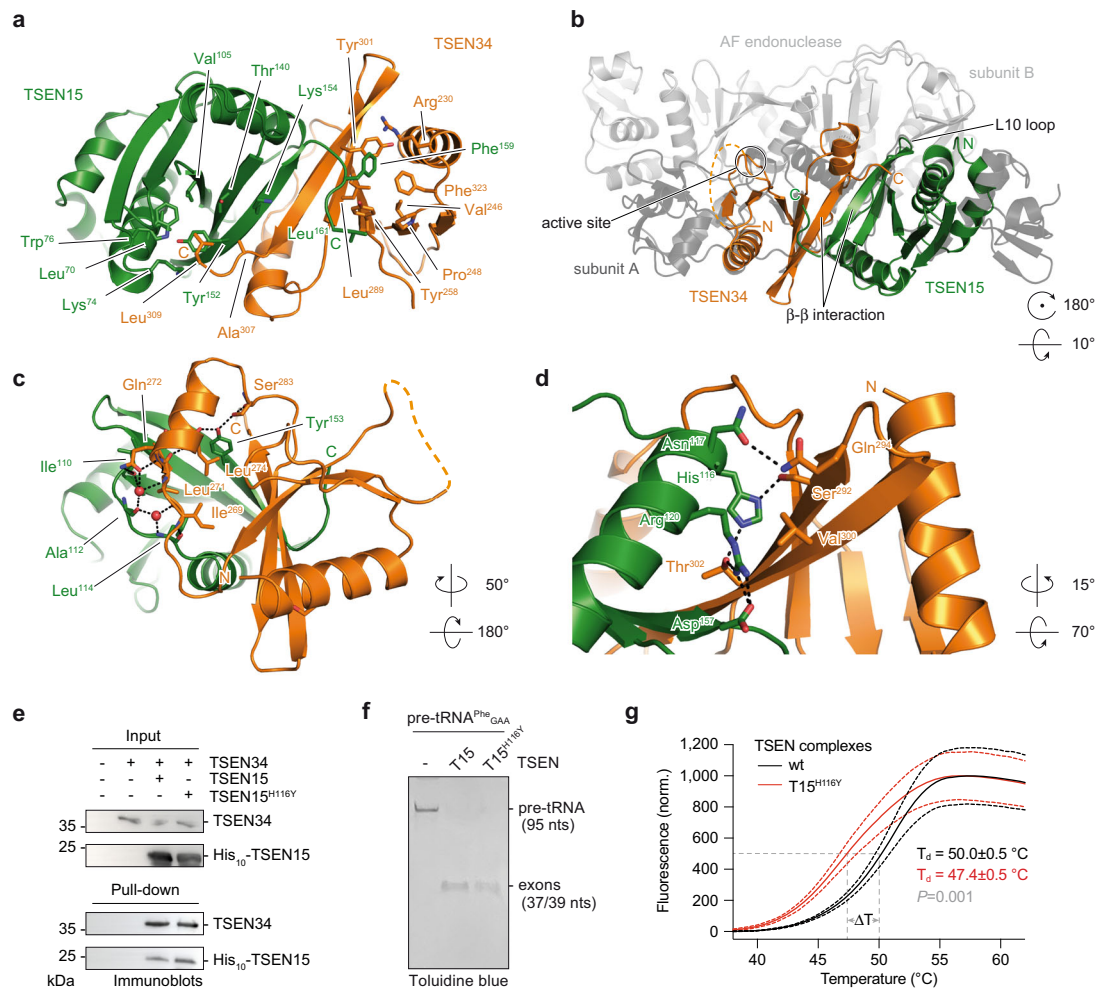 a
TSEN15
Val105
Thr140
Lys154
Tyr301
TSEN34
Arg230
Phe159
Phe323
Val246
Pro248
Tyr258
Leu161
C
Leu289
Trp76
Leu70
Lys74
C
Leu309
Tyr152
Ala307
b
AF endonuclease
subunit B
L10 loop
N
C
C
active site
N
subunit A
TSEN34
TSEN15
β-β interaction
180°
10°
c
Gln272
Ser283
C
Tyr153
C
Ile110
Leu274
Leu271
Ile269
Ala112
Leu114
N
50°
180°
d
N
Asn117
Gln294
His116
Ser292
Arg120
Val300
Thr302
Asp157
15°
70°
e
Input
- + + + TSEN34
- - + - TSEN15
- - - + TSEN15H116Y
35 TSEN34
25 His10-TSEN15
Pull-down
35 TSEN34
25 His10-TSEN15
kDa Immunoblots
f
pre-tRNAPheGAA
- T15 T15H116Y TSEN
pre-tRNA
(95 nts)
exons
(37/39 nts)
Toluidine blue
g
TSEN complexes
wt
T15H116Y
Fluorescence (norm.)
1,200
1,000
800
600
400
200
0
Td = 50.0±0.5 °C
Td = 47.4±0.5 °C
P=0.001
ΔT
40 45 50 55 60
Temperature (°C)